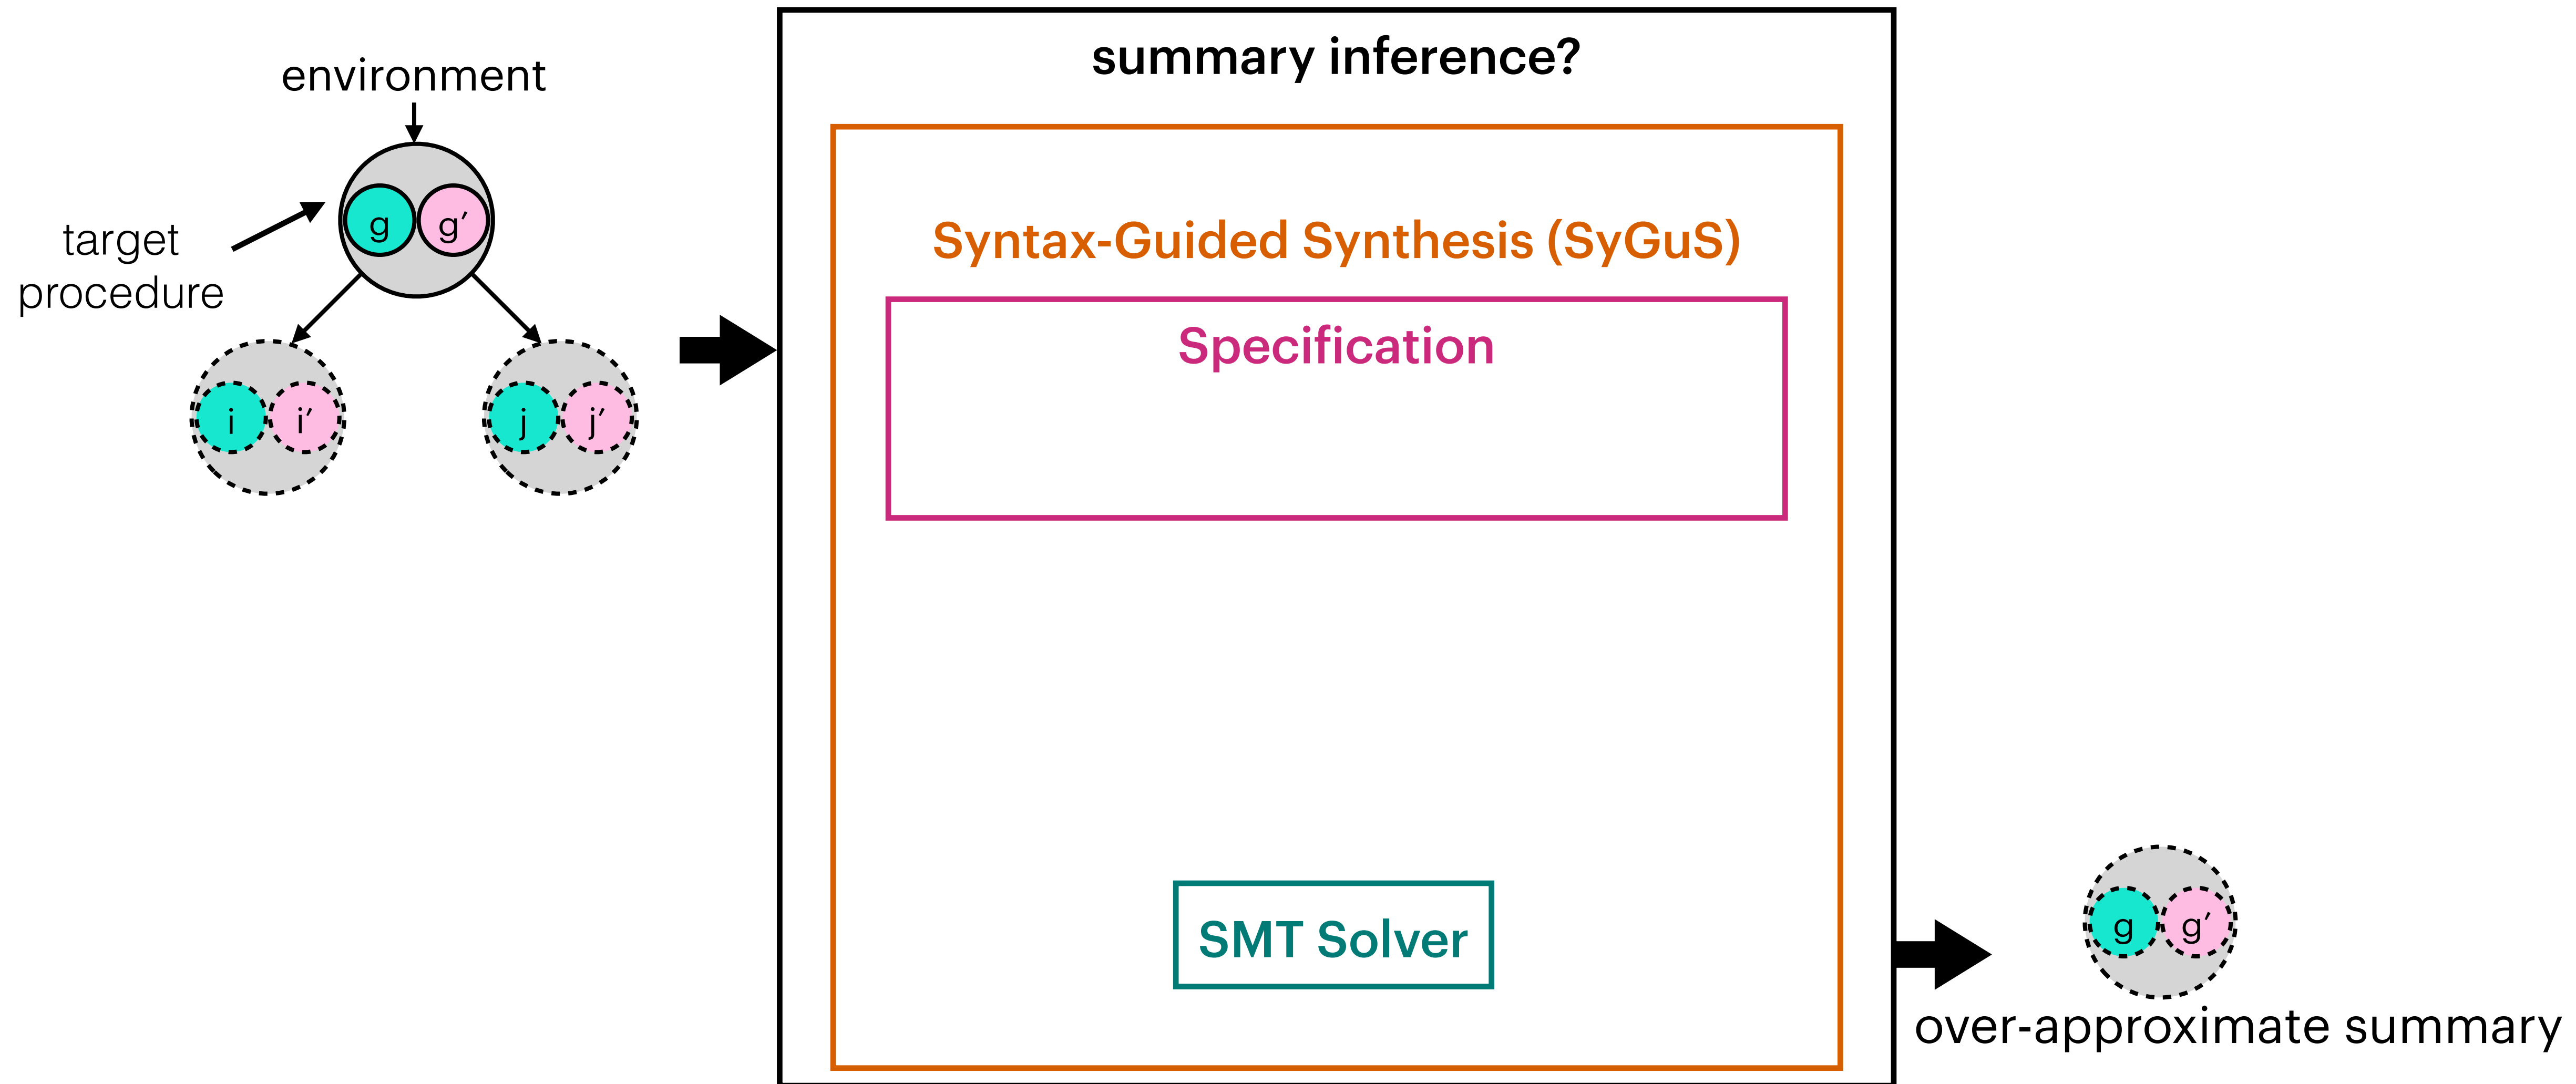 environment
g g′
target
procedure
i i′
j j′
summary inference?
Syntax-Guided Synthesis (SyGuS)
Specification
SMT Solver
g g′
over-approximate summary